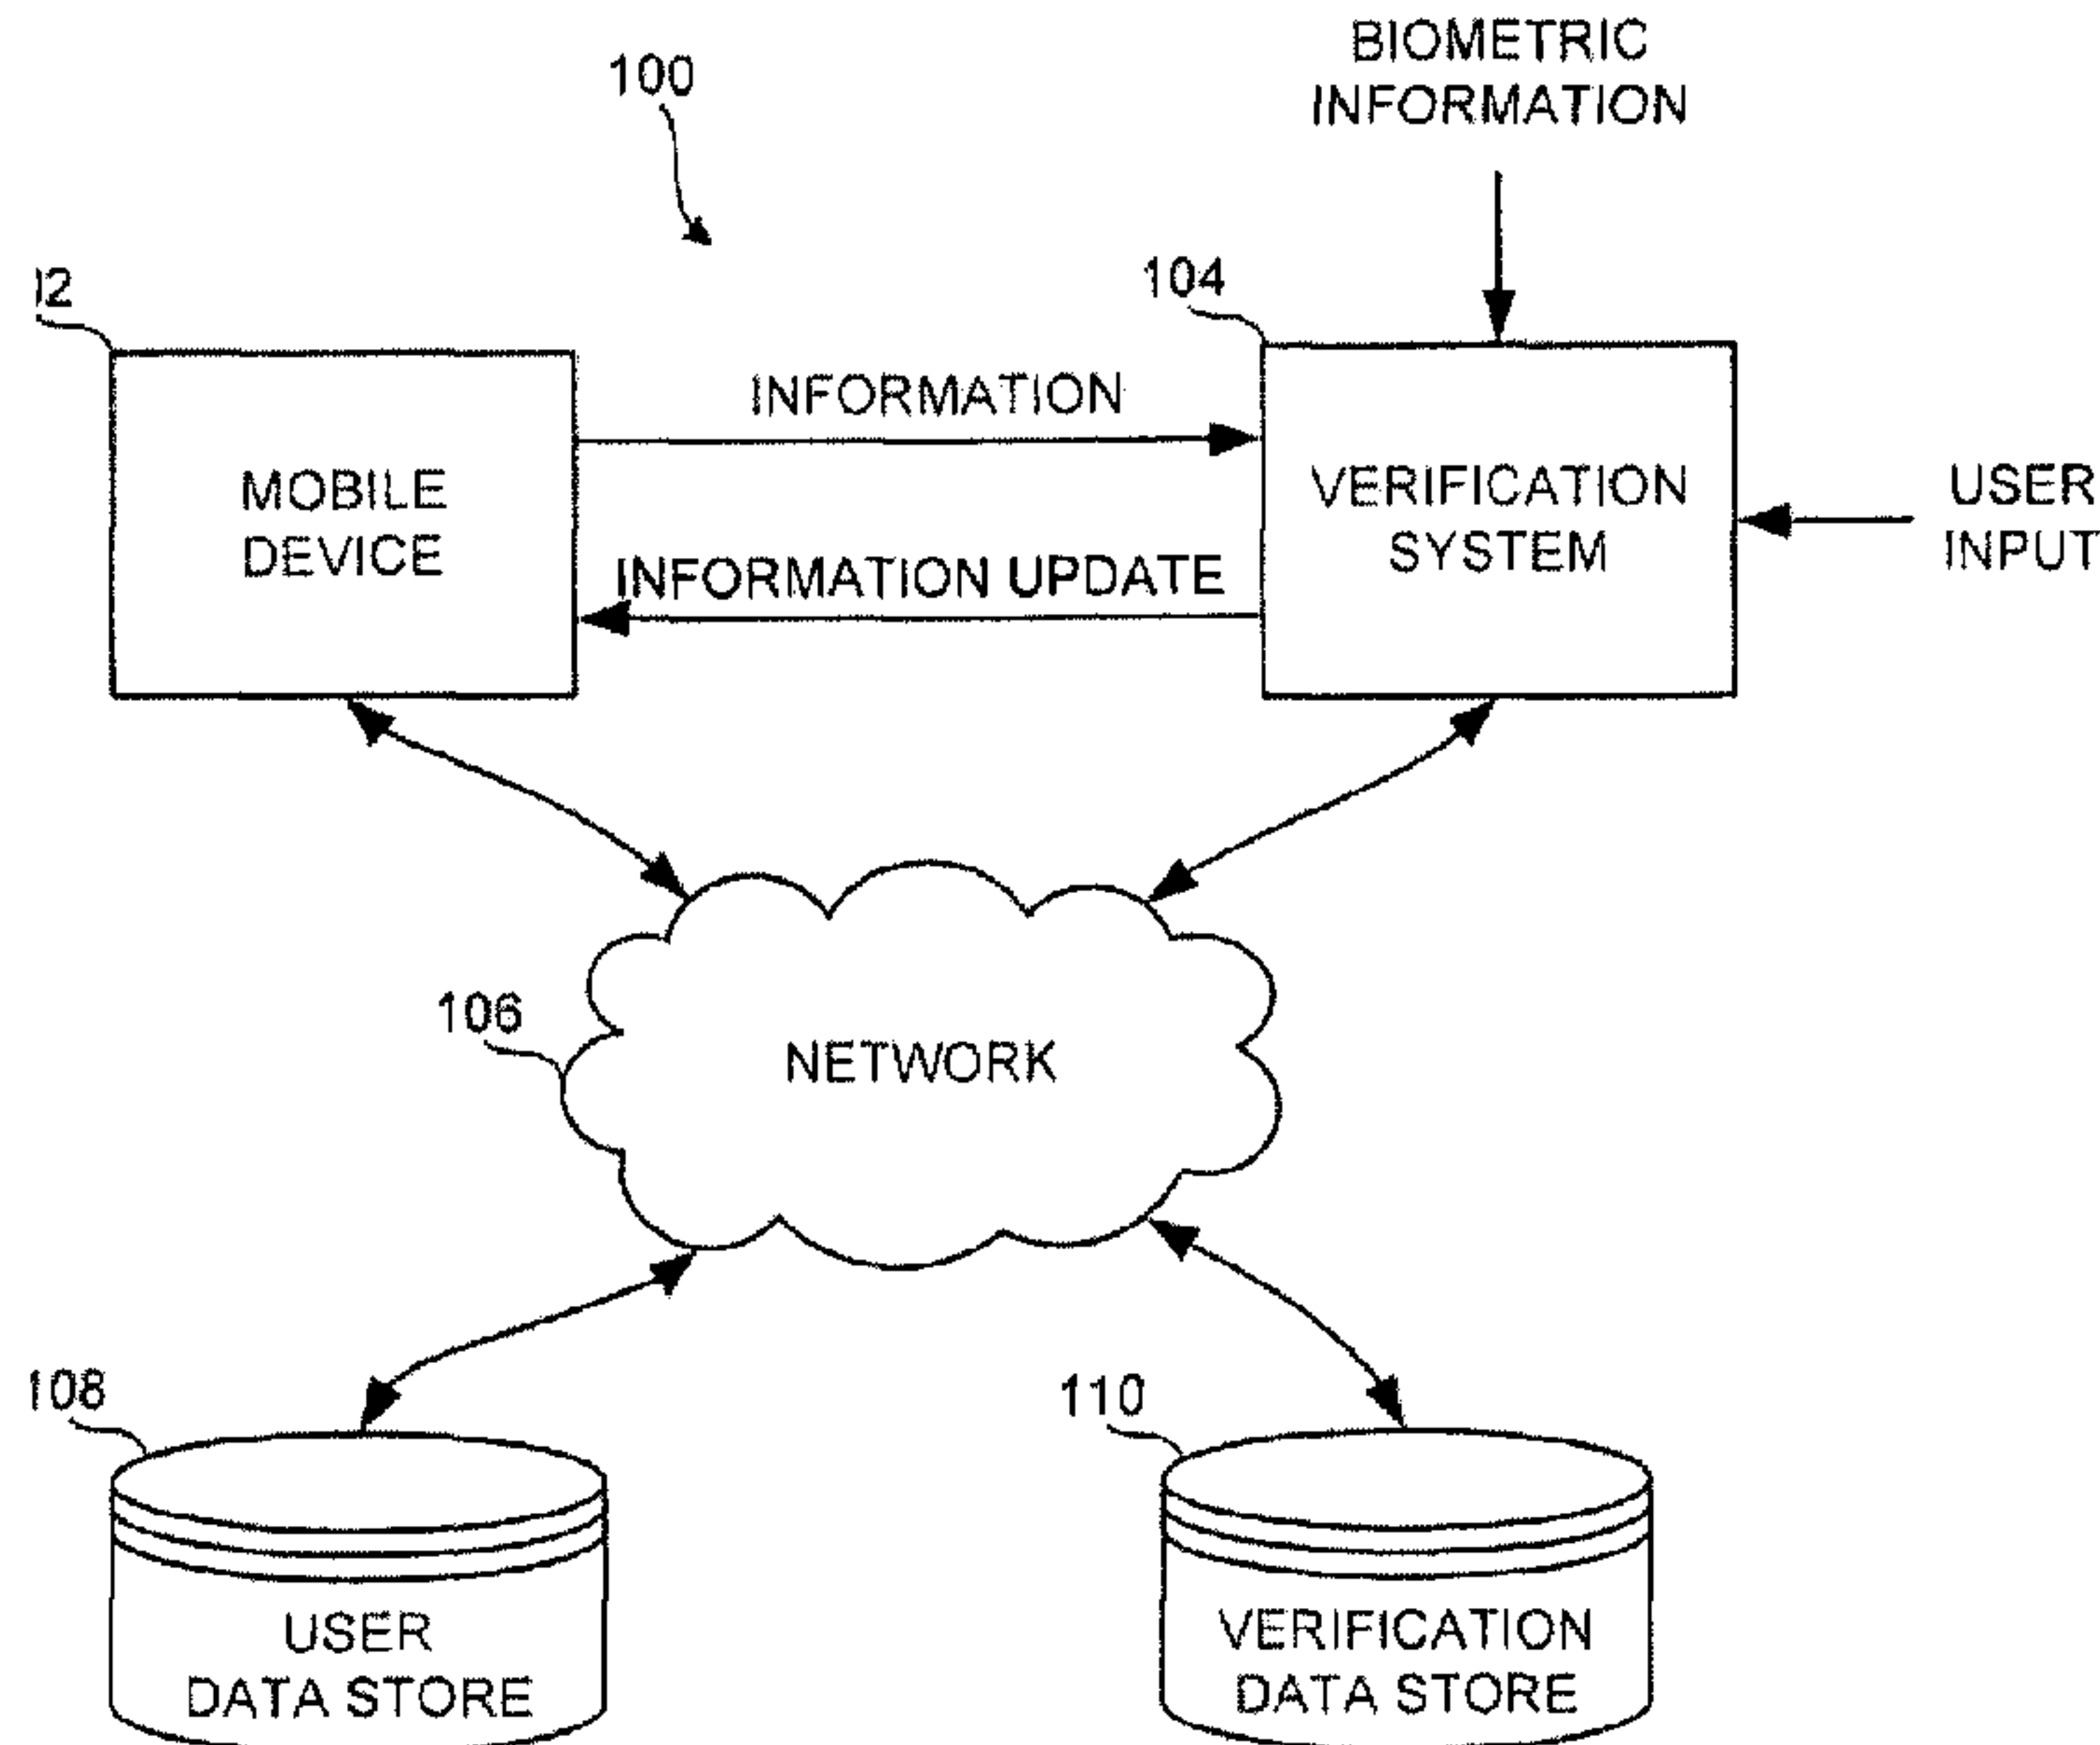 100
BIOMETRIC
INFORMATION
12
104
INFORMATION
MOBILE
DEVICE
VERIFICATION
SYSTEM
USER
INPUT
INFORMATION UPDATE
106
NETWORK
108
110
USER
DATA STORE
VERIFICATION
DATA STORE